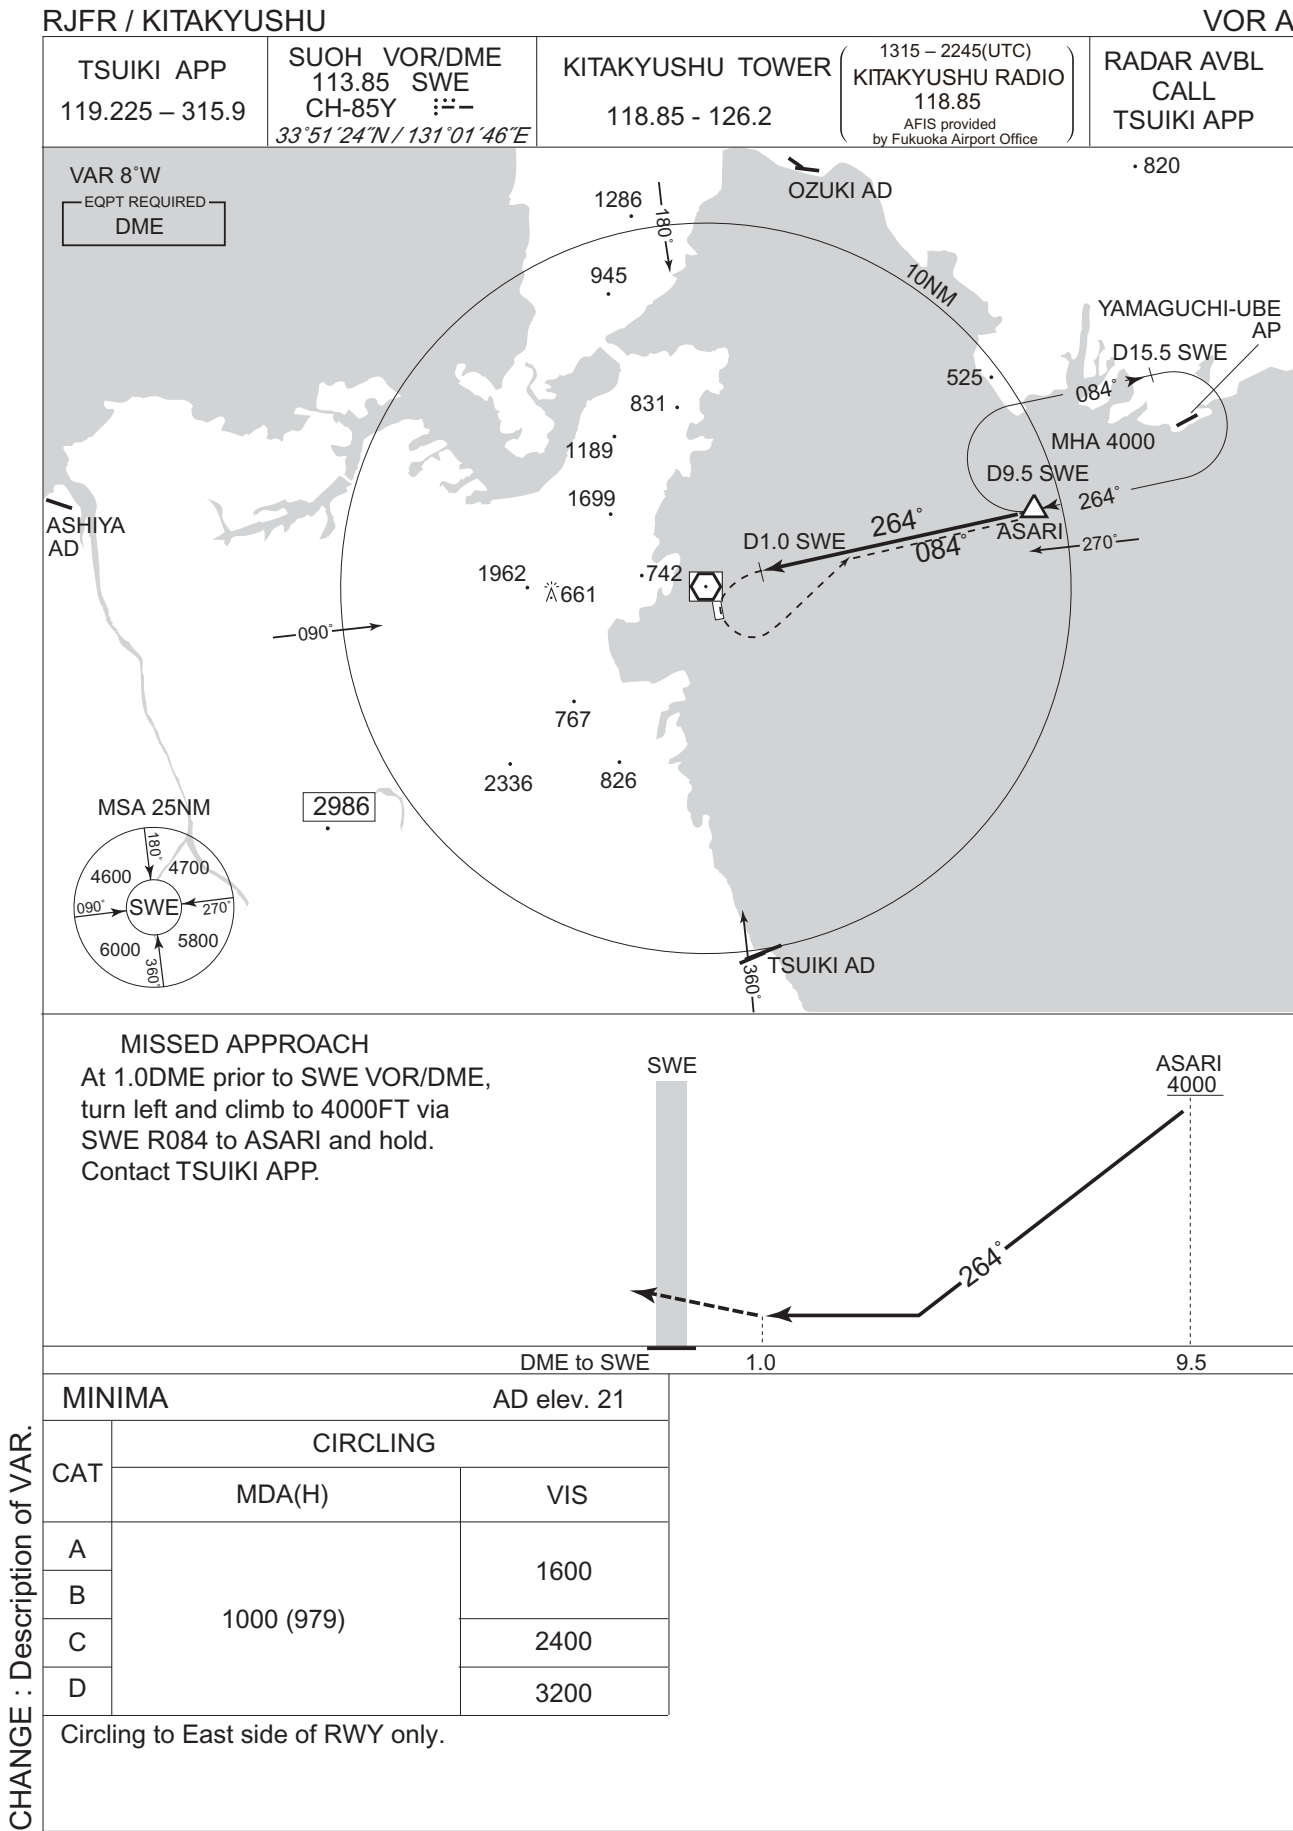 RJFR / KITAKYUSHU
VOR A
TSUIKI APP
119.225 – 315.9
SUOH VOR/DME
113.85 SWE
CH-85Y
33°51´24˝N / 131°01´46˝E
KITAKYUSHU TOWER
118.85 - 126.2
1315 – 2245(UTC)
KITAKYUSHU RADIO
118.85
AFIS provided
by Fukuoka Airport Office
RADAR AVBL
CALL
TSUIKI APP
VAR 8°W
EQPT REQUIRED
DME
1286
180°
OZUKI AD
820
945
10NM
YAMAGUCHI-UBE
AP
D15.5 SWE
525
084°
831
MHA 4000
1189
D9.5 SWE
1699
264°
ASHIYA
AD
264°
ASARI
D1.0 SWE
084°
270°
1962
661
742
090°
767
2336
826
2986
MSA 25NM
180°
4600
4700
090°
SWE
270°
6000
5800
360°
TSUIKI AD
360°
MISSED APPROACH
At 1.0DME prior to SWE VOR/DME,
turn left and climb to 4000FT via
SWE R084 to ASARI and hold.
Contact TSUIKI APP.
SWE
ASARI
4000
264°
DME to SWE
1.0
9.5
MINIMA
AD elev. 21
CAT
CIRCLING
MDA(H)
VIS
A
B
C
D
1000 (979)
1600
2400
3200
Circling to East side of RWY only.
CHANGE : Description of VAR.